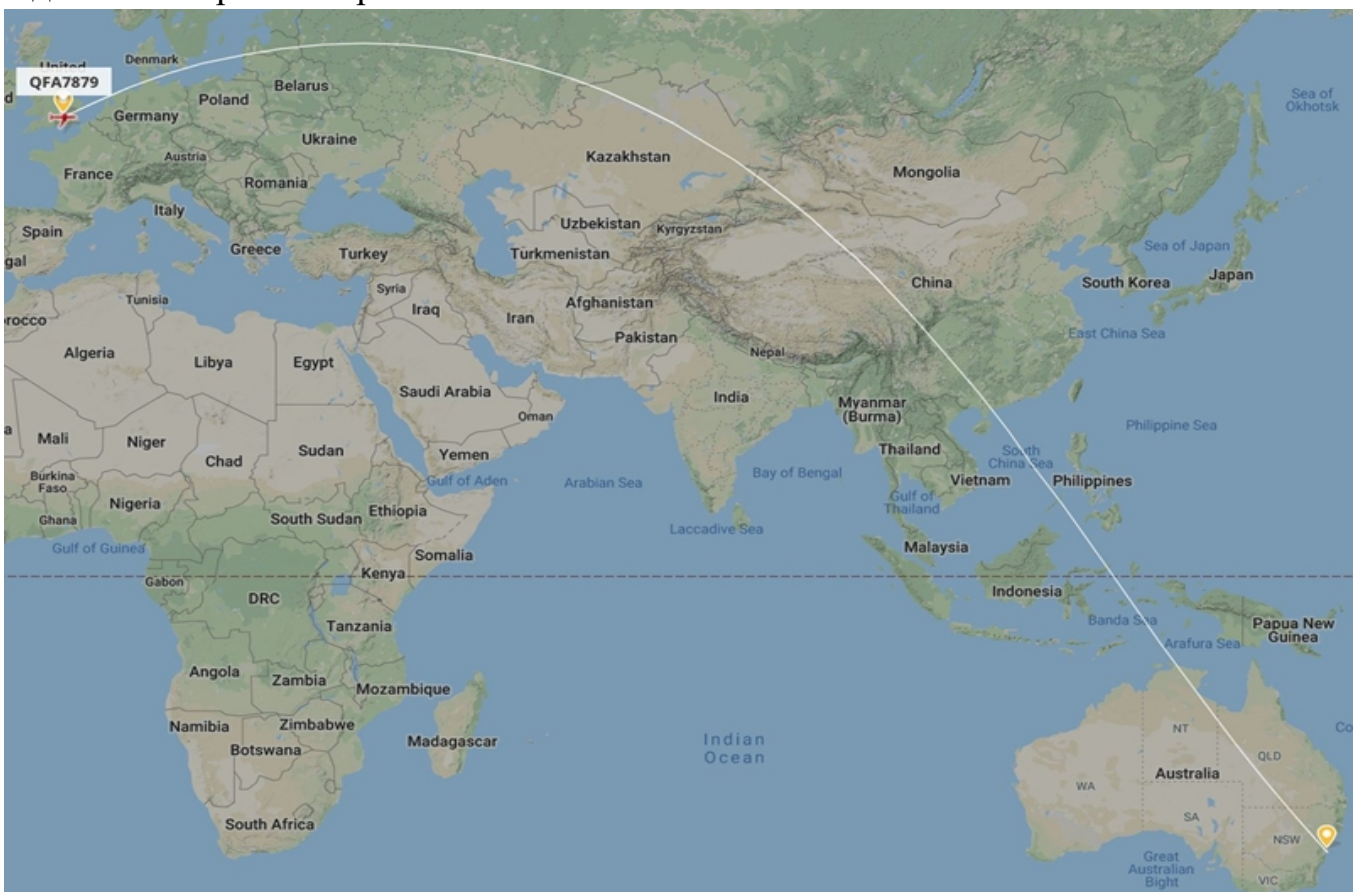 United
Denmark
QFA7879
d
Belarus
Poland
Germany
Ukraine
Austria
France
Kazakhstan
Mongolia
Sea of
Okhotsk
Romania
Italy
Uzbekistan
Kyrgyzstan
Spain
Greece
Turkey
Turkmenistan
Sea of Japan
gal
Syria
China
South Korea
Japan
Tunisia
Iraq
Iran
Afghanistan
rocco
Pakistan
East China Sea
Algeria
Libya
Egypt
Nepal
Saudi Arabia
India
Myanmar
(Burma)
Oman
Philippine Sea
a
Mali
Niger
Chad
Sudan
Yemen
Thailand
South
China Sea
Burkina
Faso
Gulf of Aden
Arabian Sea
Bay of Bengal
Vietnam
Philippines
Nigeria
Ethiopia
Gulf of
Thailand
Ghana
South Sudan
Laccadive Sea
Gulf of Guinea
Somalia
Malaysia
Gabon
Kenya
DRC
Indonesia
Tanzania
Banda Sea
Papua New
Guinea
Arafura Sea
Angola
Zambia
Mozambique
Namibia
Zimbabwe
Botswana
Madagascar
Indian
Ocean
NT
Co
QLD
Australia
WA
SA
South Africa
NSW
Great
Australian
Bight
VIC